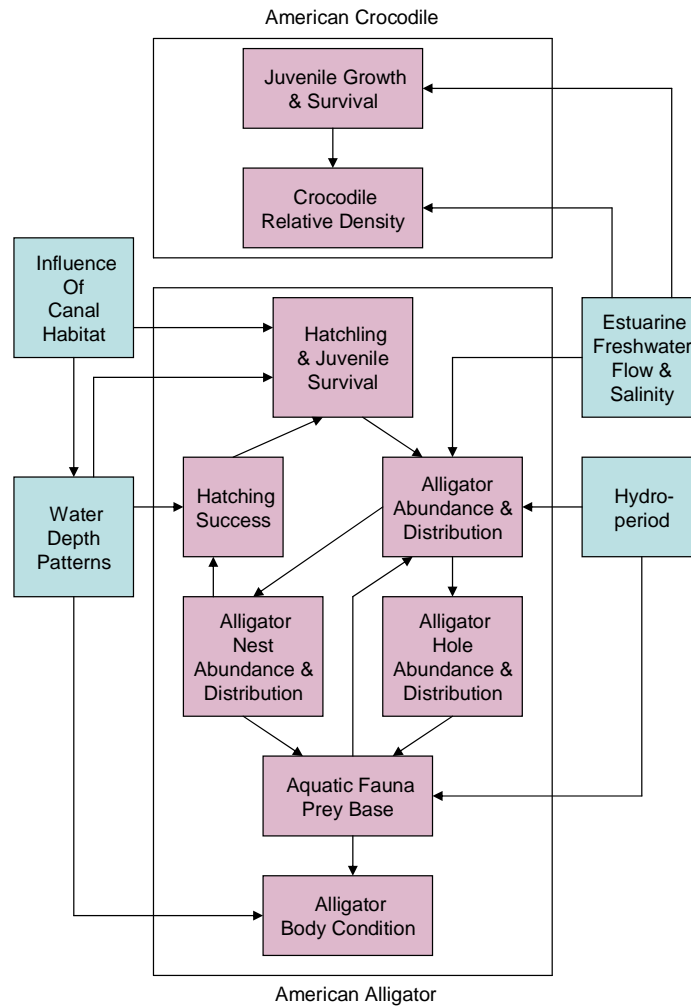 American Crocodile
Juvenile Growth
& Survival
Crocodile
Relative Density
Influence
Of
Canal
Habitat
Hatchling
& Juvenile
Survival
Estuarine
Freshwater
Flow &
Salinity
Water
Depth
Patterns
Hatching
Success
Alligator
Abundance &
Distribution
Hydro-
period
Alligator
Nest
Abundance &
Distribution
Alligator
Hole
Abundance &
Distribution
Aquatic Fauna
Prey Base
Alligator
Body Condition
American Alligator